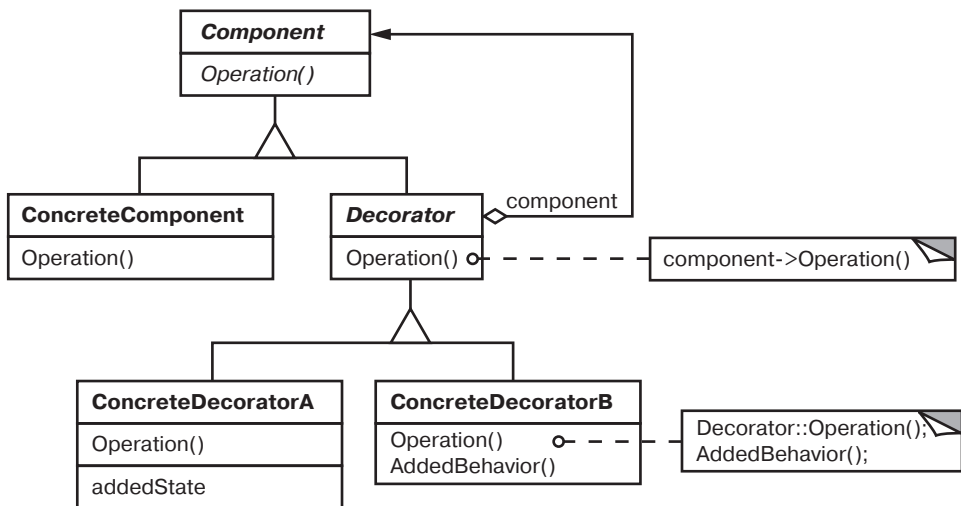 Component
Operation()
ConcreteComponent
Operation()
Decorator
Operation()
component
component->Operation()
ConcreteDecoratorA
Operation()
addedState
ConcreteDecoratorB
Operation()
AddedBehavior()
Decorator::Operation();
AddedBehavior();